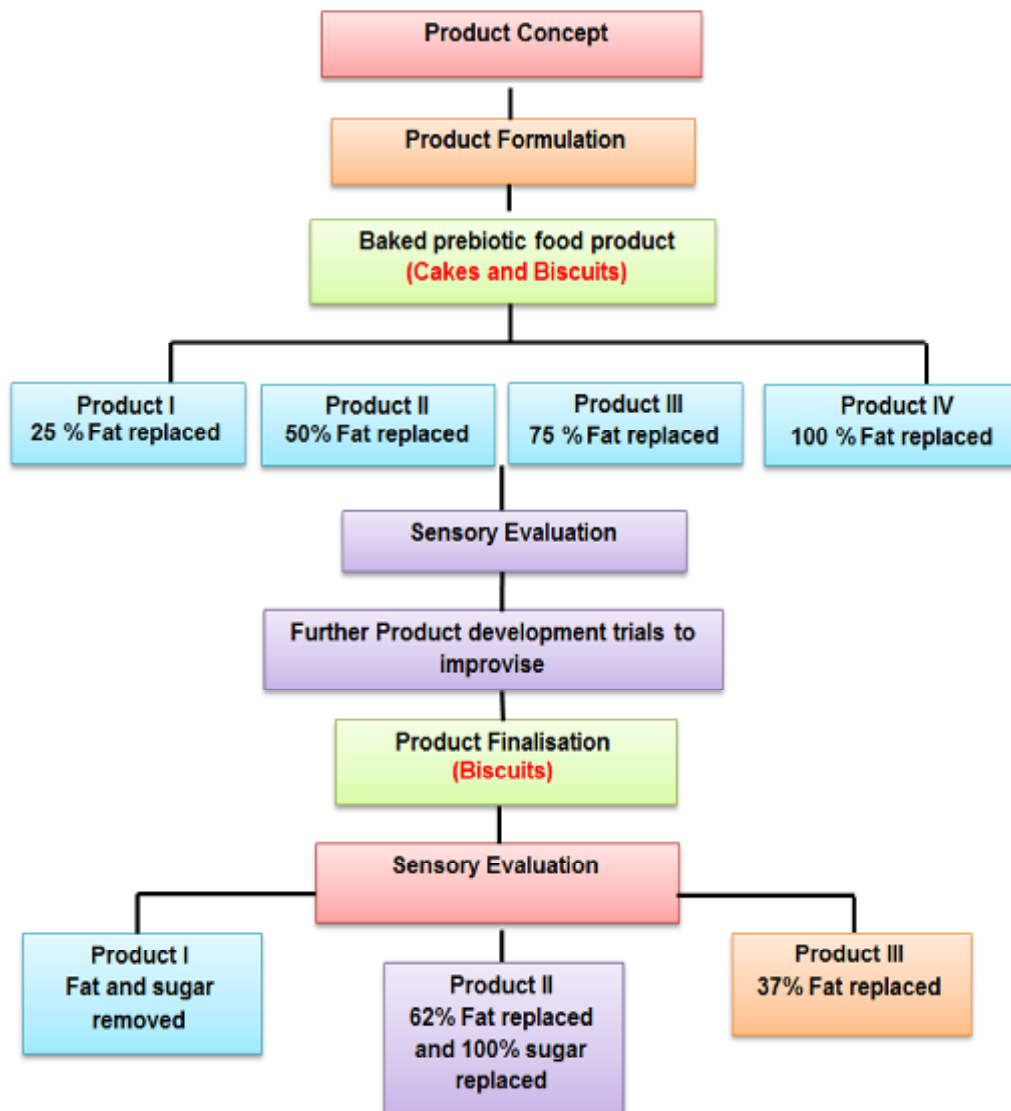 Product Concept
Product Formulation
Baked prebiotic food product
(Cakes and Biscuits)
Product I
25 % Fat replaced
Product II
50% Fat replaced
Product III
75 % Fat replaced
Product IV
100 % Fat replaced
Sensory Evaluation
Further Product development trials to
improvise
Product Finalisation
(Biscuits)
Sensory Evaluation
Product I
Fat and sugar
removed
Product II
62% Fat replaced
and 100% sugar
replaced
Product III
37% Fat replaced